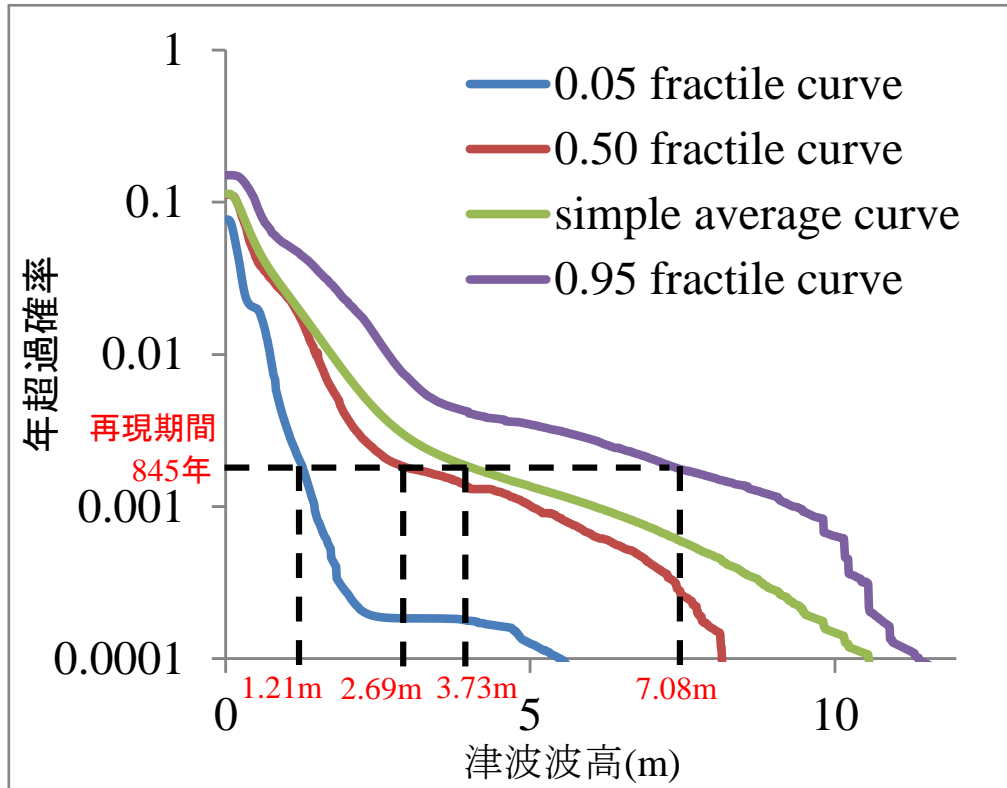 1
0.1
0.01
0.001
0.0001
年超過確率
0.05 fractile curve
0.50 fractile curve
simple average curve
0.95 fractile curve
再現期間
845年
1.21m
2.69m
3.73m
7.08m
0
5
10
津波波高(m)